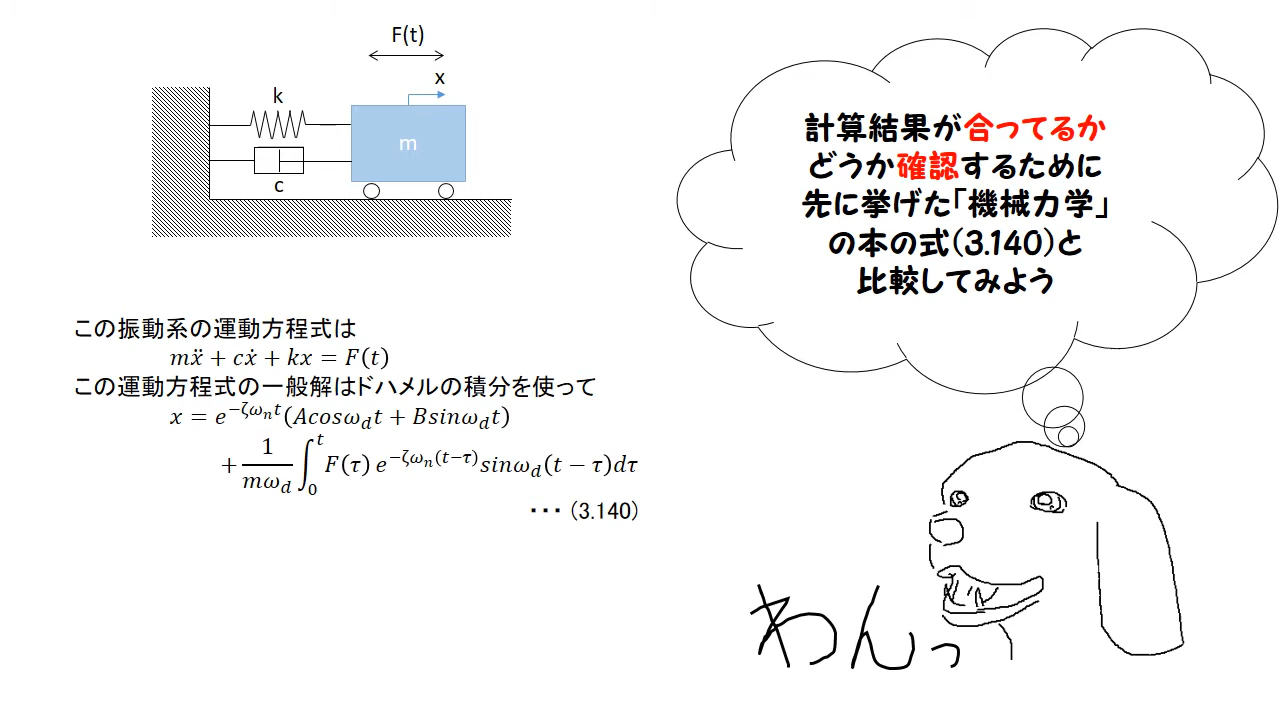 F(t)
x
k
m
c
この振動系の運動方程式は
mẍ + cẋ + kx = F(t)
この運動方程式の一般解はドハメルの積分を使って
x = e^{−ζω_n t}(Acosω_d t + Bsinω_d t)
+ \frac{1}{mω_d} ∫_0^t F(τ) e^{−ζω_n(t−τ)} sinω_d(t − τ)dτ
・・・ (3.140)
計算結果が合ってるか
どうか確認するために
先に挙げた「機械力学」
の本の式(3.140)と
比較してみよう
わんっ